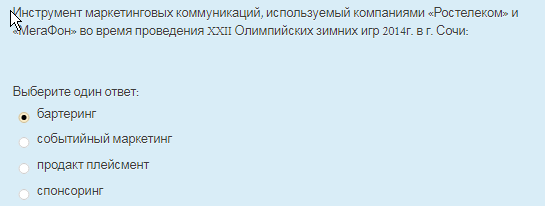 Инструмент маркетинговых коммуникаций, используемый компаниями «Ростелеком» и
«МегаФон» во время проведения XXII Олимпийских зимних игр 2014г. в г. Сочи:
Выберите один ответ:
бартеринг
событийный маркетинг
продакт плейсмент
спонсоринг